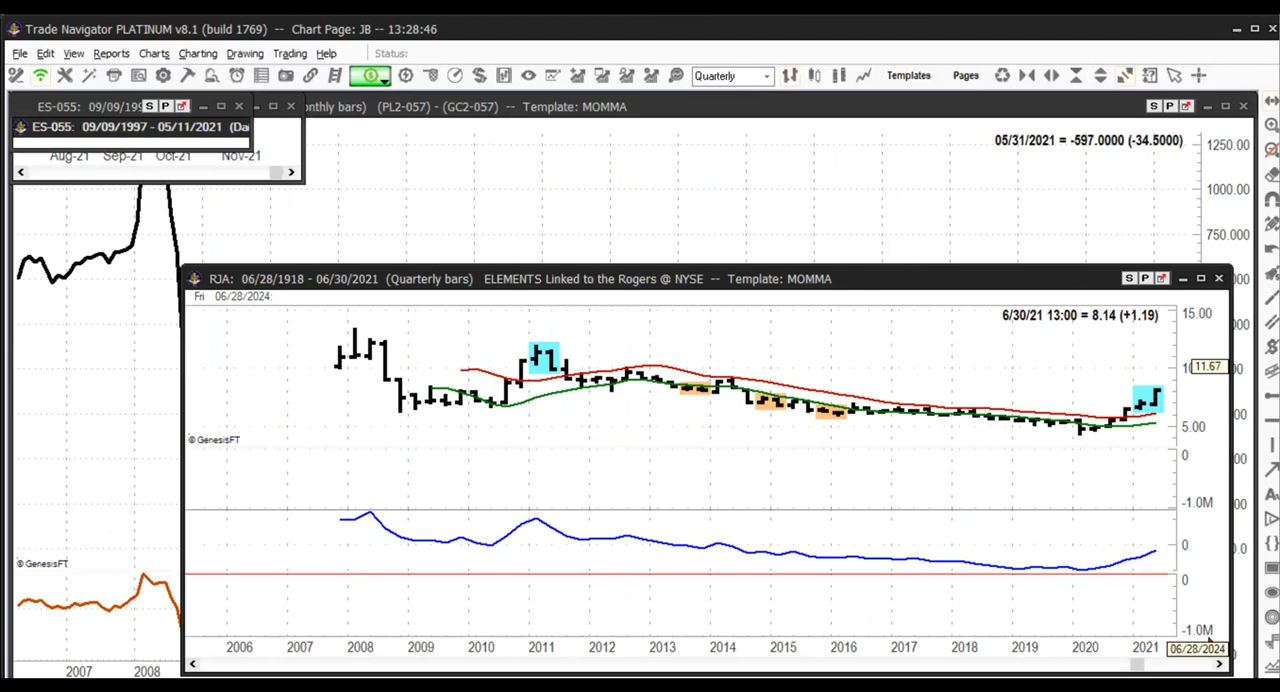 Trade Navigator PLATINUM v8.1 (build 1769) -- Chart Page: JB -- 13:28:46
File Edit View Reports Charts Charting Drawing Trading Help Status:
Quarterly Templates Pages
ES-055: 09/09/199 S P
nthly bars) (PL2-057) - (GC2-057) -- Template: MOMMA S P
ES-055: 09/09/1997 - 05/11/2021 (Da
Aug-21 Sep-21 Oct-21 Nov-21
05/31/2021 = -597.0000 (-34.5000)
1250.00
1000.00
750.000
RJA: 06/28/1918 - 06/30/2021 (Quarterly bars) ELEMENTS Linked to the Rogers @ NYSE -- Template: MOMMA S P
Fri 06/28/2024:
6/30/21 13:00 = 8.14 (+1.19)
15.00
11.67
5.00
© GenesisFT
0
-1.0M
0
© GenesisFT
0
-1.0M
2006 2007 2008 2009 2010 2011 2012 2013 2014 2015 2016 2017 2018 2019 2020 2021
06/28/2024
2007 2008